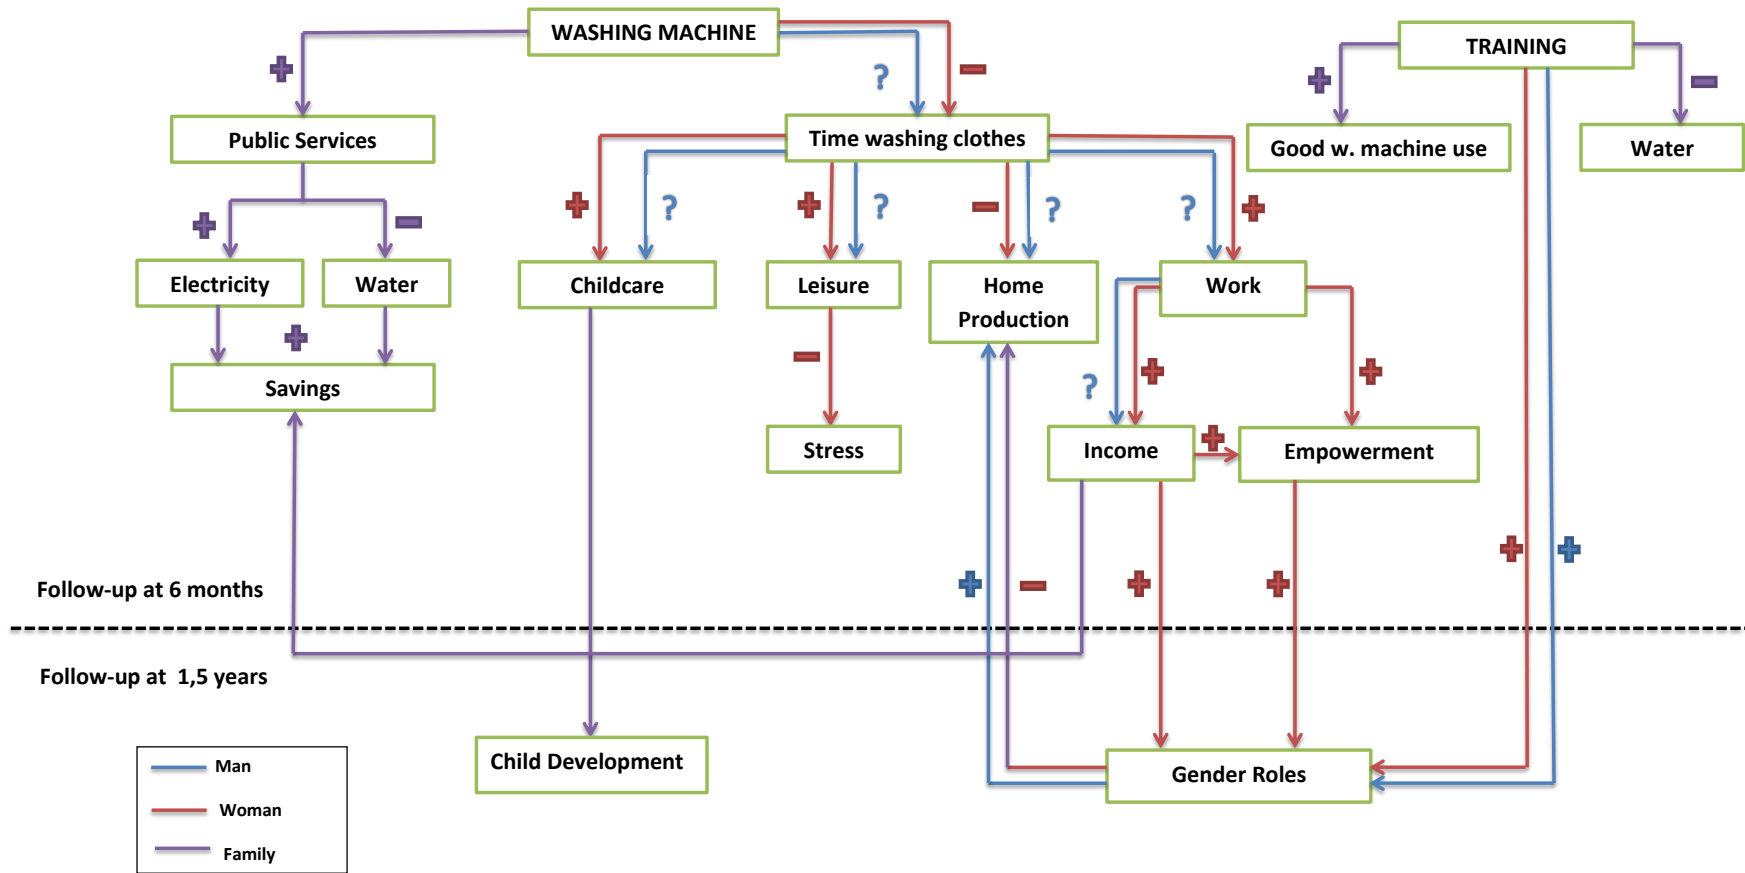 WASHING MACHINE
TRAINING
?
Public Services
Time washing clothes
Good w. machine use
Water
?
?
?
?
Electricity
Water
Childcare
Leisure
Home
Production
Work
Savings
?
Stress
Income
Empowerment
Follow-up at 6 months
Follow-up at 1,5 years
Child Development
Gender Roles
Man
Woman
Family